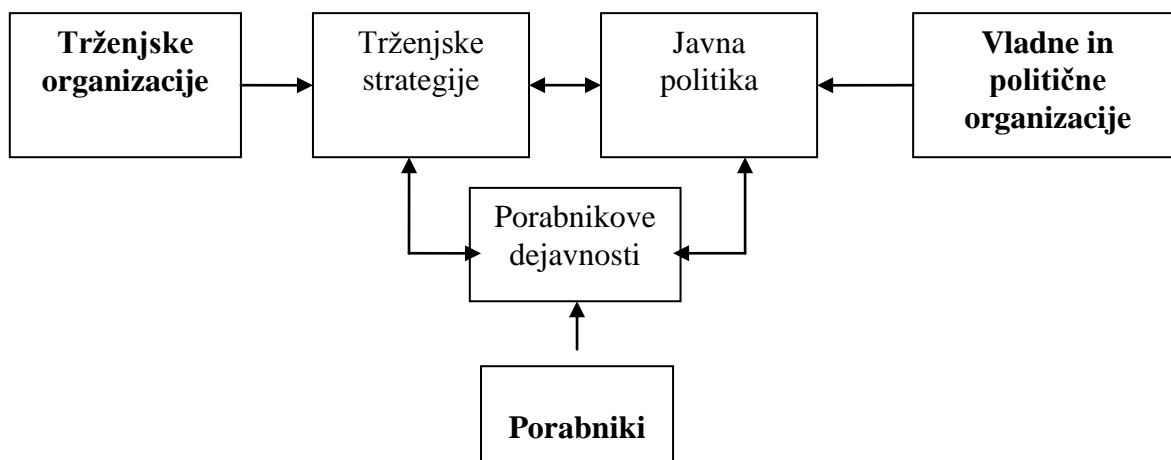 Trženjske
organizacije
Trženjske
strategije
Javna
politika
Vladne in
politične
organizacije
Porabnikove
dejavnosti
Porabniki